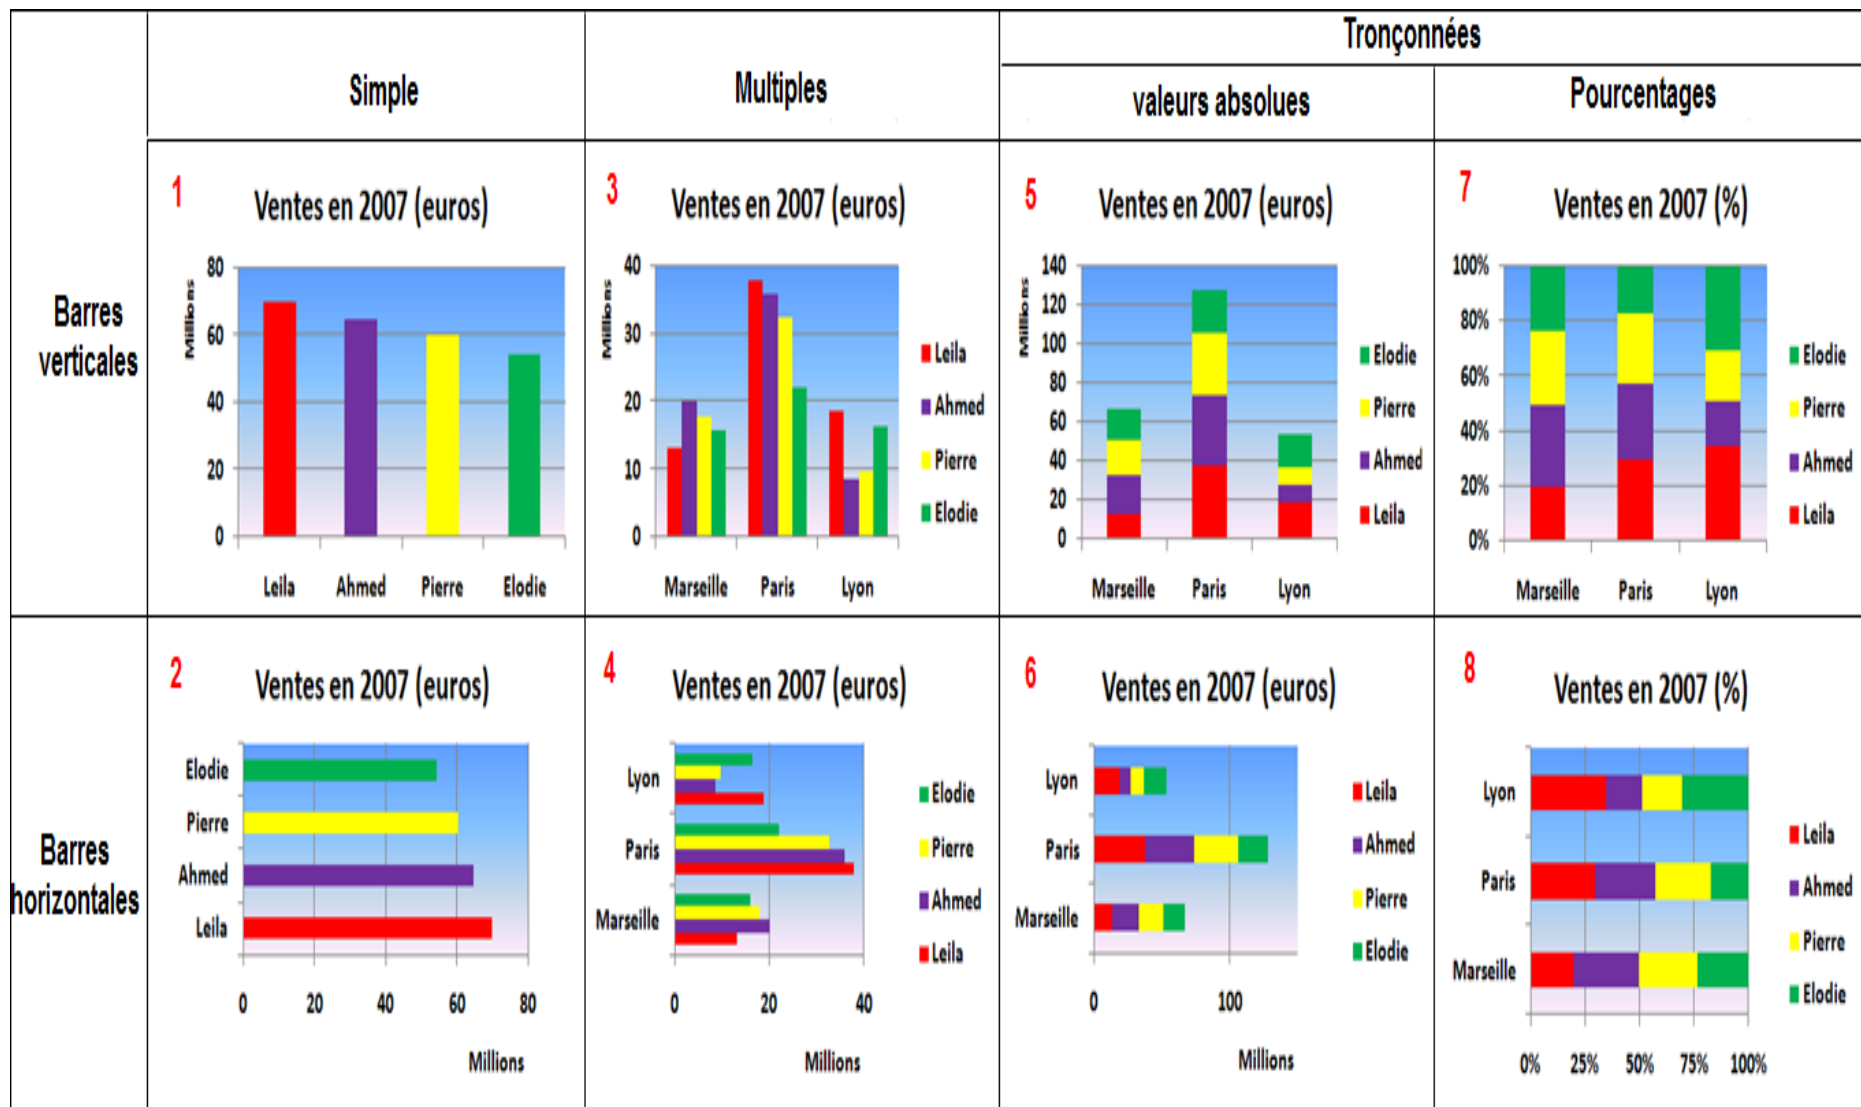 Tronçonnées
Simple
Multiples
valeurs absolues
Pourcentages
Barres
verticales
1
Ventes en 2007 (euros)
Millions
80
60
40
20
0
Leila
Ahmed
Pierre
Elodie
3
Ventes en 2007 (euros)
Millions
40
30
20
10
0
Marseille
Paris
Lyon
Leila
Ahmed
Pierre
Elodie
5
Ventes en 2007 (euros)
Millions
140
120
100
80
60
40
20
0
Marseille
Paris
Lyon
Elodie
Pierre
Ahmed
Leila
7
Ventes en 2007 (%)
100%
80%
60%
40%
20%
0%
Marseille
Paris
Lyon
Elodie
Pierre
Ahmed
Leila
Barres
horizontales
2
Ventes en 2007 (euros)
Elodie
Pierre
Ahmed
Leila
0 20 40 60 80
Millions
4
Ventes en 2007 (euros)
Lyon
Paris
Marseille
0 20 40
Millions
Elodie
Pierre
Ahmed
Leila
6
Ventes en 2007 (euros)
Lyon
Paris
Marseille
0 100
Millions
Leila
Ahmed
Pierre
Elodie
8
Ventes en 2007 (%)
Lyon
Paris
Marseille
0% 25% 50% 75% 100%
Leila
Ahmed
Pierre
Elodie